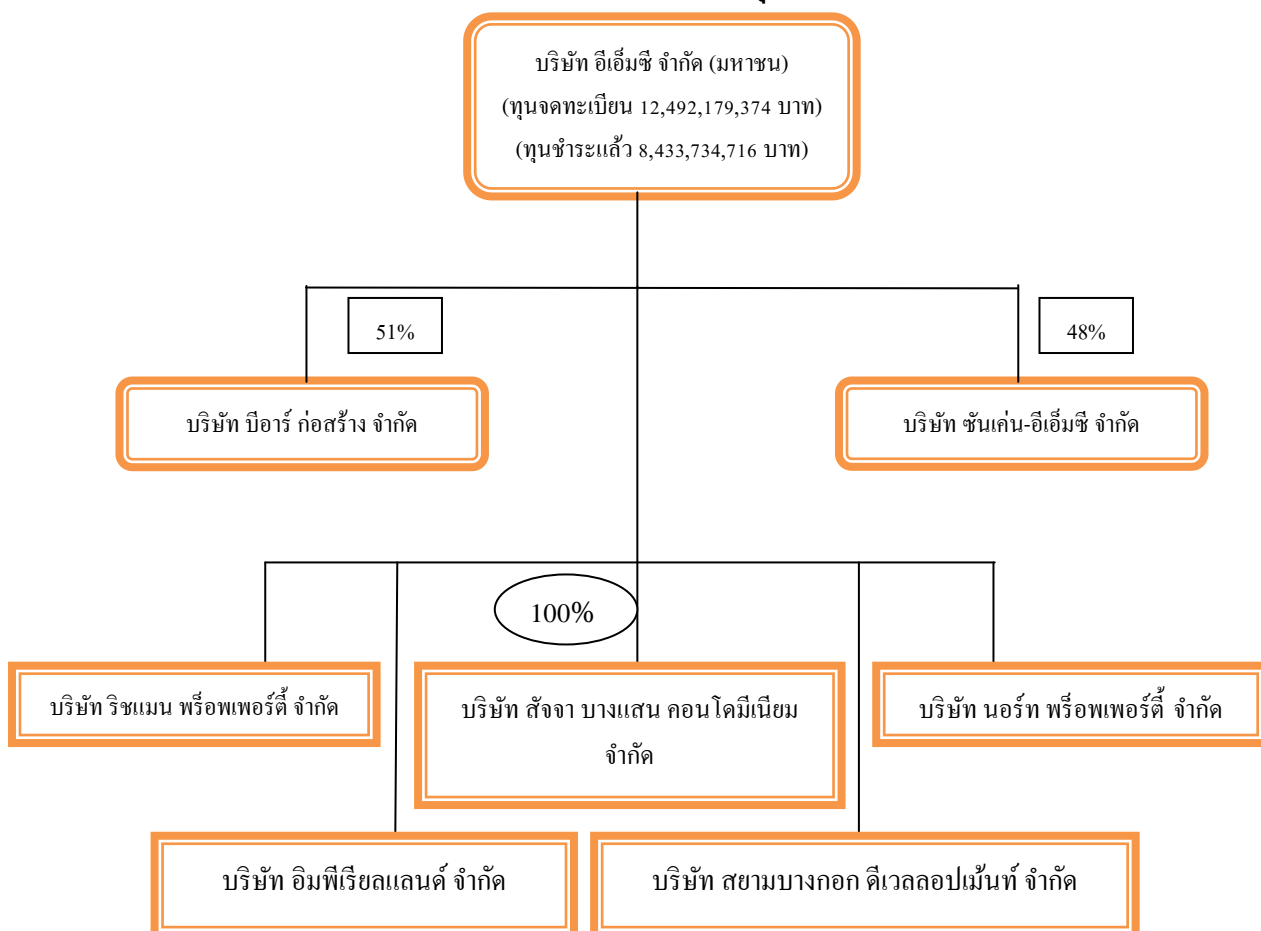 บริษัท อีเอ็มซี จำกัด (มหาชน)
(ทุนจดทะเบียน 12,492,179,374 บาท)
(ทุนชำระแล้ว 8,433,734,716 บาท)
51%
48%
บริษัท บีอาร์ ก่อสร้าง จำกัด
บริษัท ซันเค่น-อีเอ็มซี จำกัด
100%
บริษัท ริชแมน พร็อพเพอร์ตี้ จำกัด
บริษัท สัจจา บางแสน คอนโดมีเนียม
จำกัด
บริษัท นอร์ท พร็อพเพอร์ตี้ จำกัด
บริษัท อิมพีเรียลแลนด์ จำกัด
บริษัท สยามบางกอก ดีเวลลอปเม้นท์ จำกัด